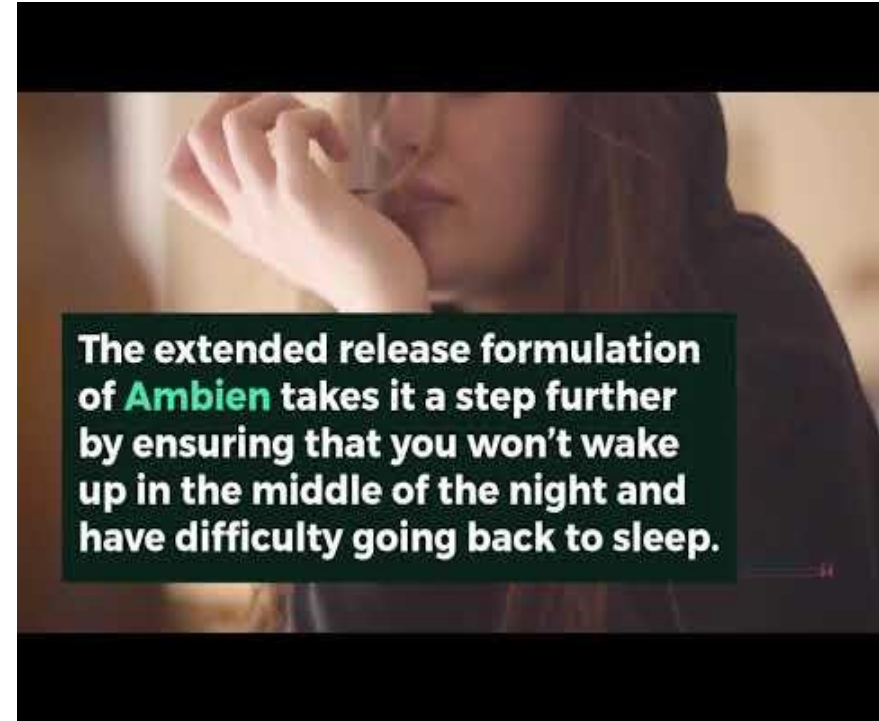 The extended release formulation
of Ambien takes it a step further
by ensuring that you won’t wake
up in the middle of the night and
have difficulty going back to sleep.